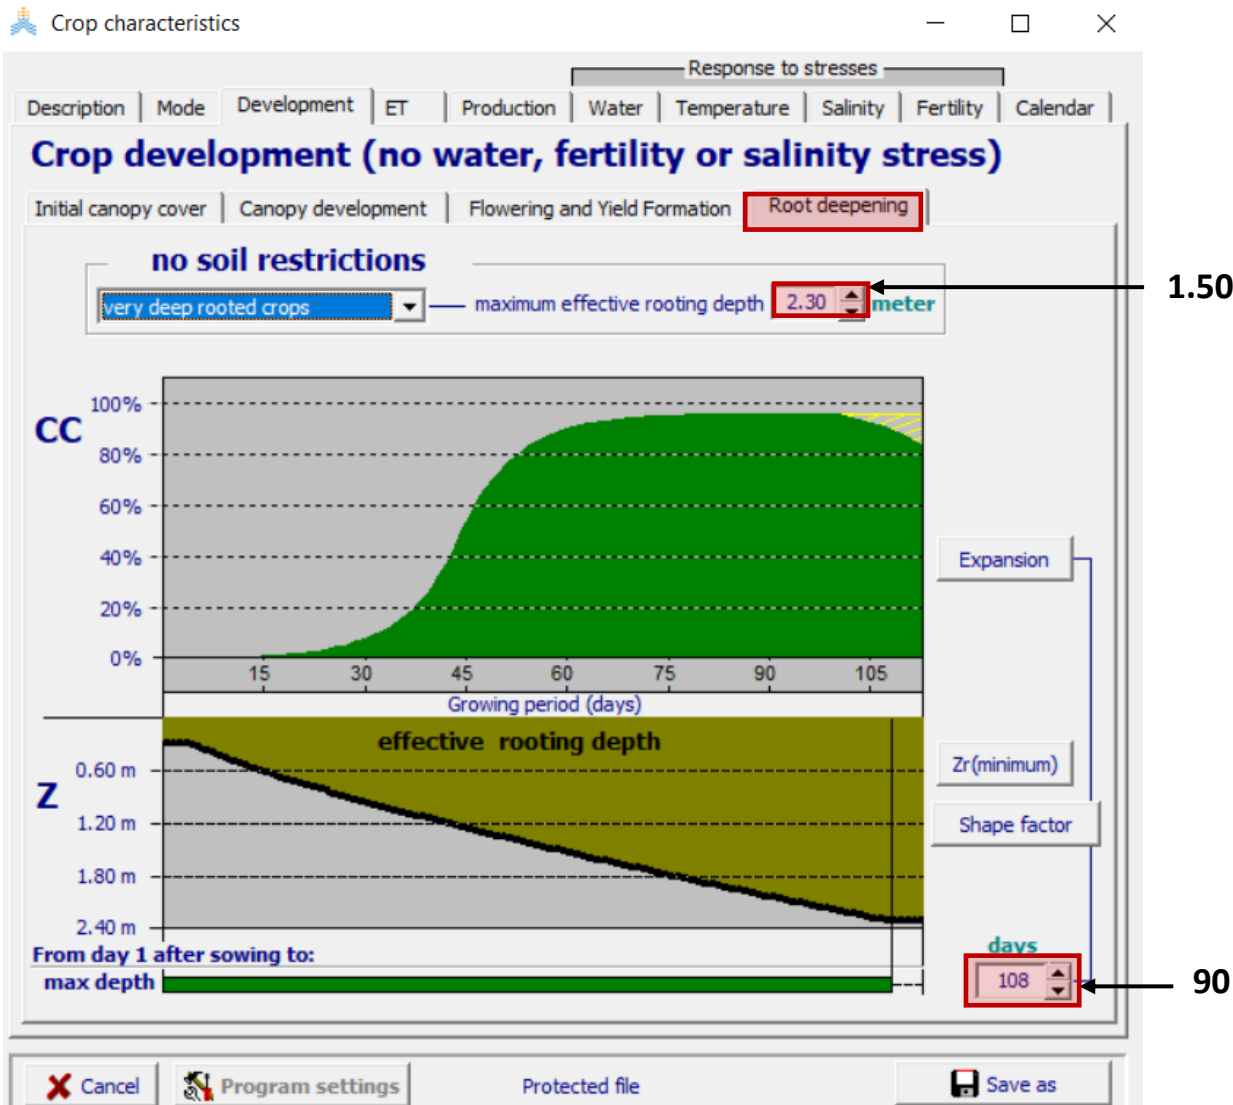 Crop characteristics
Response to stresses
Description Mode Development ET Production Water Temperature Salinity Fertility Calendar
Crop development (no water, fertility or salinity stress)
Initial canopy cover Canopy development Flowering and Yield Formation Root deepening
no soil restrictions
very deep rooted crops maximum effective rooting depth 2.30 meter
1.50
CC
100%
80%
60%
40%
20%
0%
Expansion
15 30 45 60 75 90 105
Growing period (days)
effective rooting depth
Z
0.60 m
1.20 m
1.80 m
2.40 m
Zr(minimum)
Shape factor
From day 1 after sowing to:
max depth
days
108
90
Cancel Program settings Protected file Save as